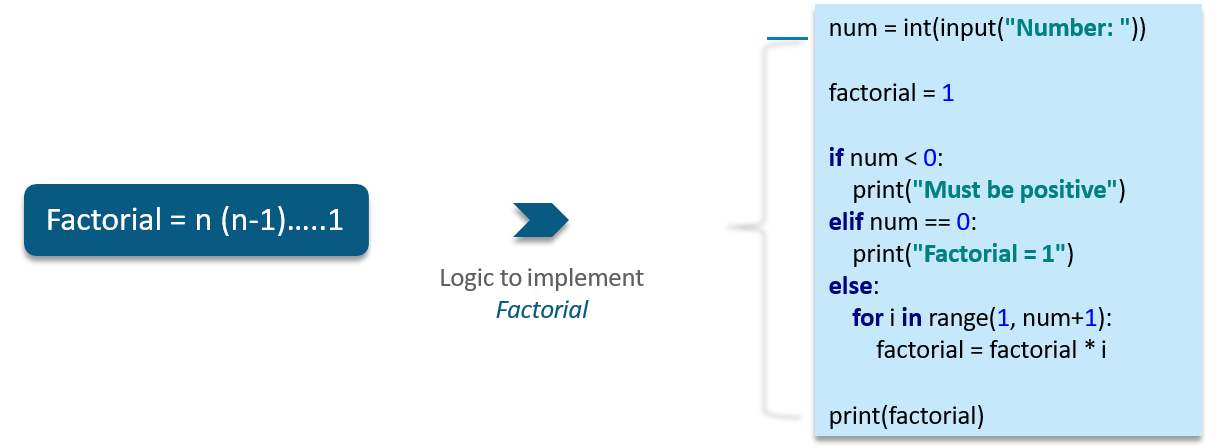 Factorial = n (n-1)…..1
Logic to implement
Factorial
num = int(input("Number: "))
factorial = 1
if num < 0:
print("Must be positive")
elif num == 0:
print("Factorial = 1")
else:
for i in range(1, num+1):
factorial = factorial * i
print(factorial)